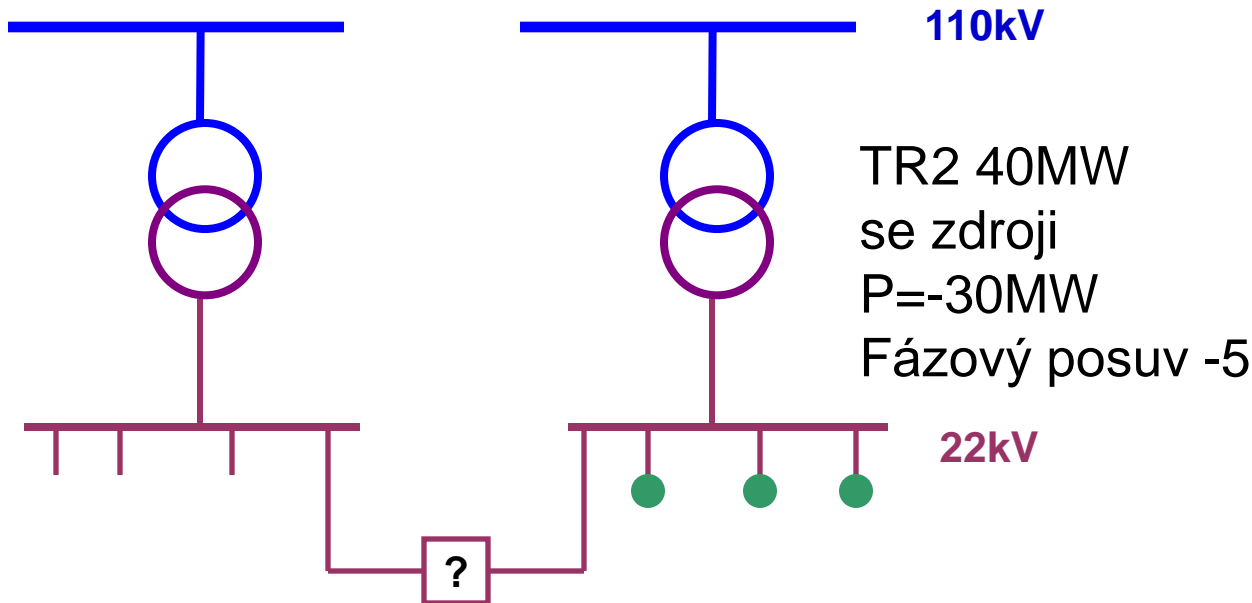 110kV
TR2 40MW
se zdroji
P=-30MW
Fázový posuv -5
22kV
?